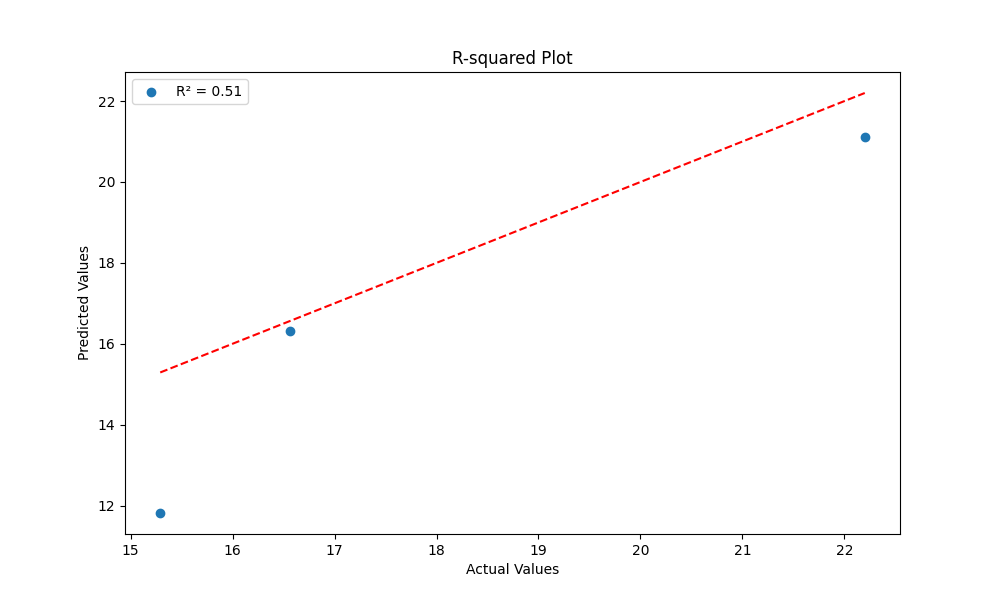 R-squared Plot
R² = 0.51
22
20
18
16
14
12
Predicted Values
15 16 17 18 19 20 21 22
Actual Values